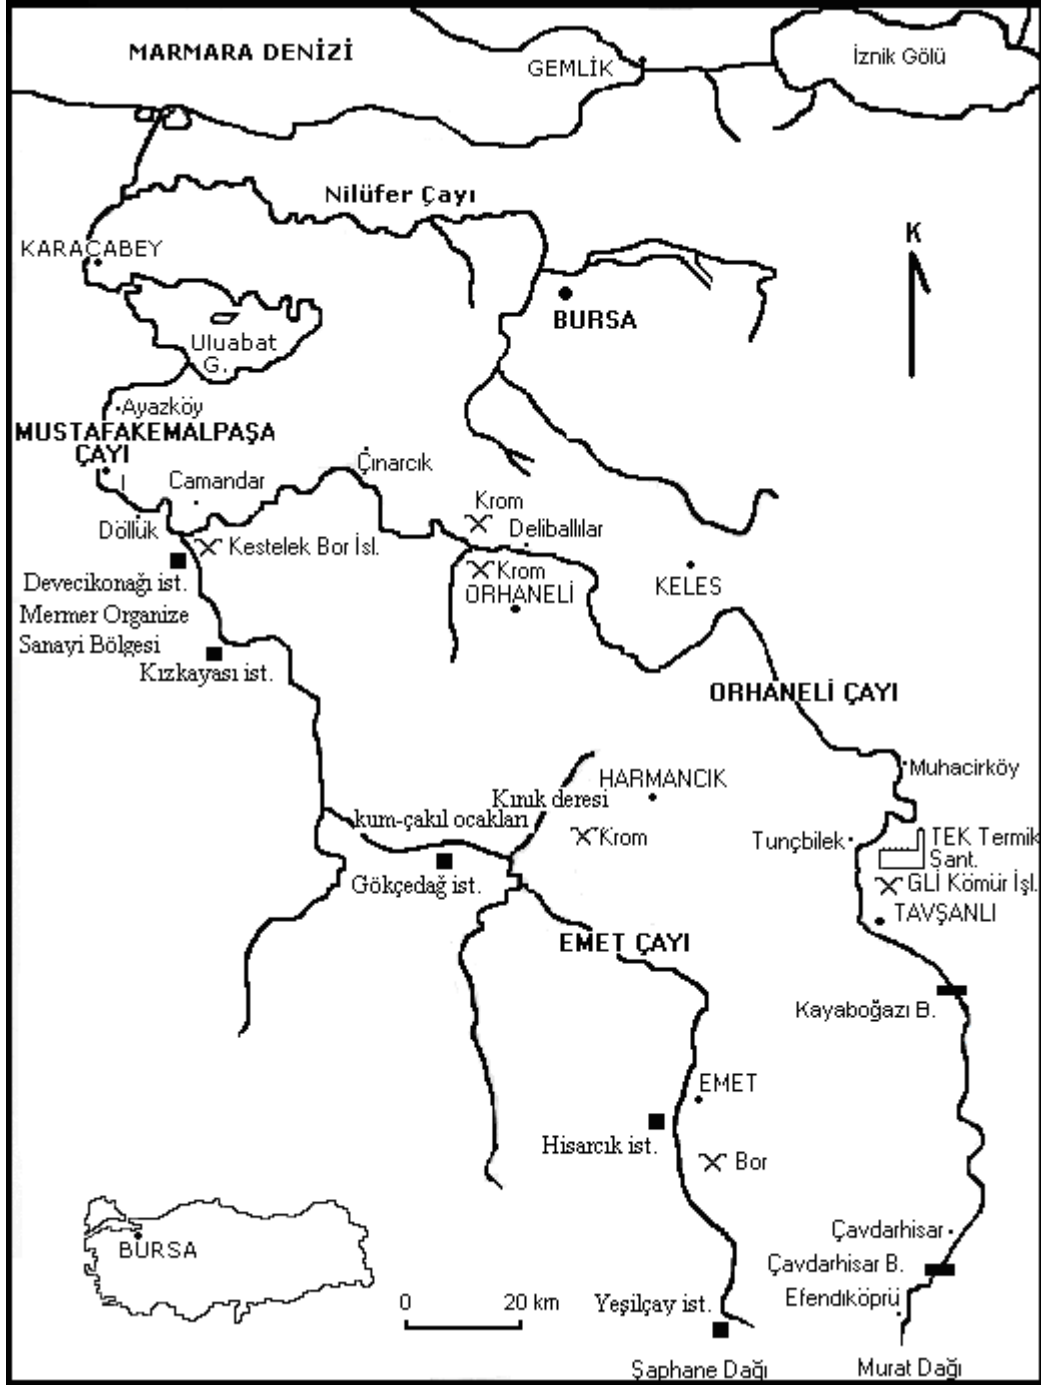 MARMARA DENİZİ
GEMLİK
İznik Gölü
Nilüfer Çayı
K
KARACABEY
BURSA
Uluabat
G.
Ayazköy
MUSTAFAKEMALPAŞA
ÇAYI
Çınarcık
Camandar
Krom
Döllük
Deliballılar
Kestelek Bor İsl.
Devecikonağı ist.
Krom
ORHANELİ
KELES
Mermer Organize
Sanayi Bölgesi
Kızkayası ist.
ORHANELİ ÇAYI
Muhacirköy
HARMANCIK
Kınık deresi
kum-çakıl ocakları
Krom
Tunçbilek
TEK Termik
Sant.
Gökçedağ ist.
GLİ Kömür İşl.
TAVŞANLI
EMET ÇAYI
Kayaboğazı B.
EMET
Hisarcık ist.
Bor
Çavdarhisar
BURSA
Çavdarhisar B.
0 20 km
Yeşilçay ist.
Efendıköprü
Şaphane Dağı
Murat Dağı